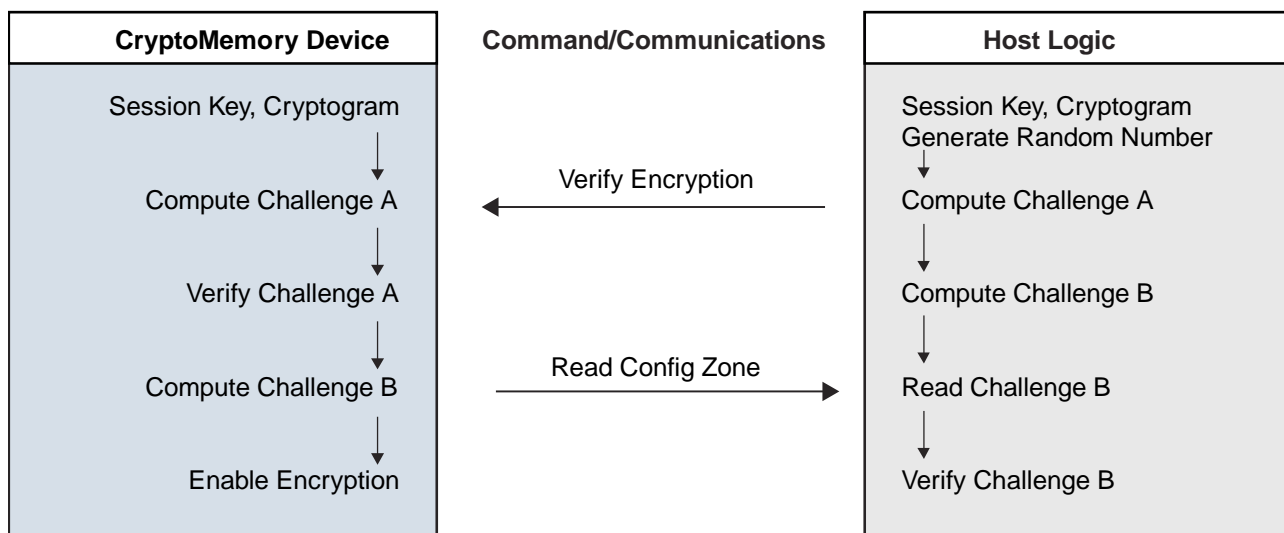 CryptoMemory Device
Command/Communications
Host Logic
Session Key, Cryptogram
Session Key, Cryptogram
Generate Random Number
Verify Encryption
Compute Challenge A
Compute Challenge A
Verify Challenge A
Compute Challenge B
Read Config Zone
Compute Challenge B
Read Challenge B
Enable Encryption
Verify Challenge B